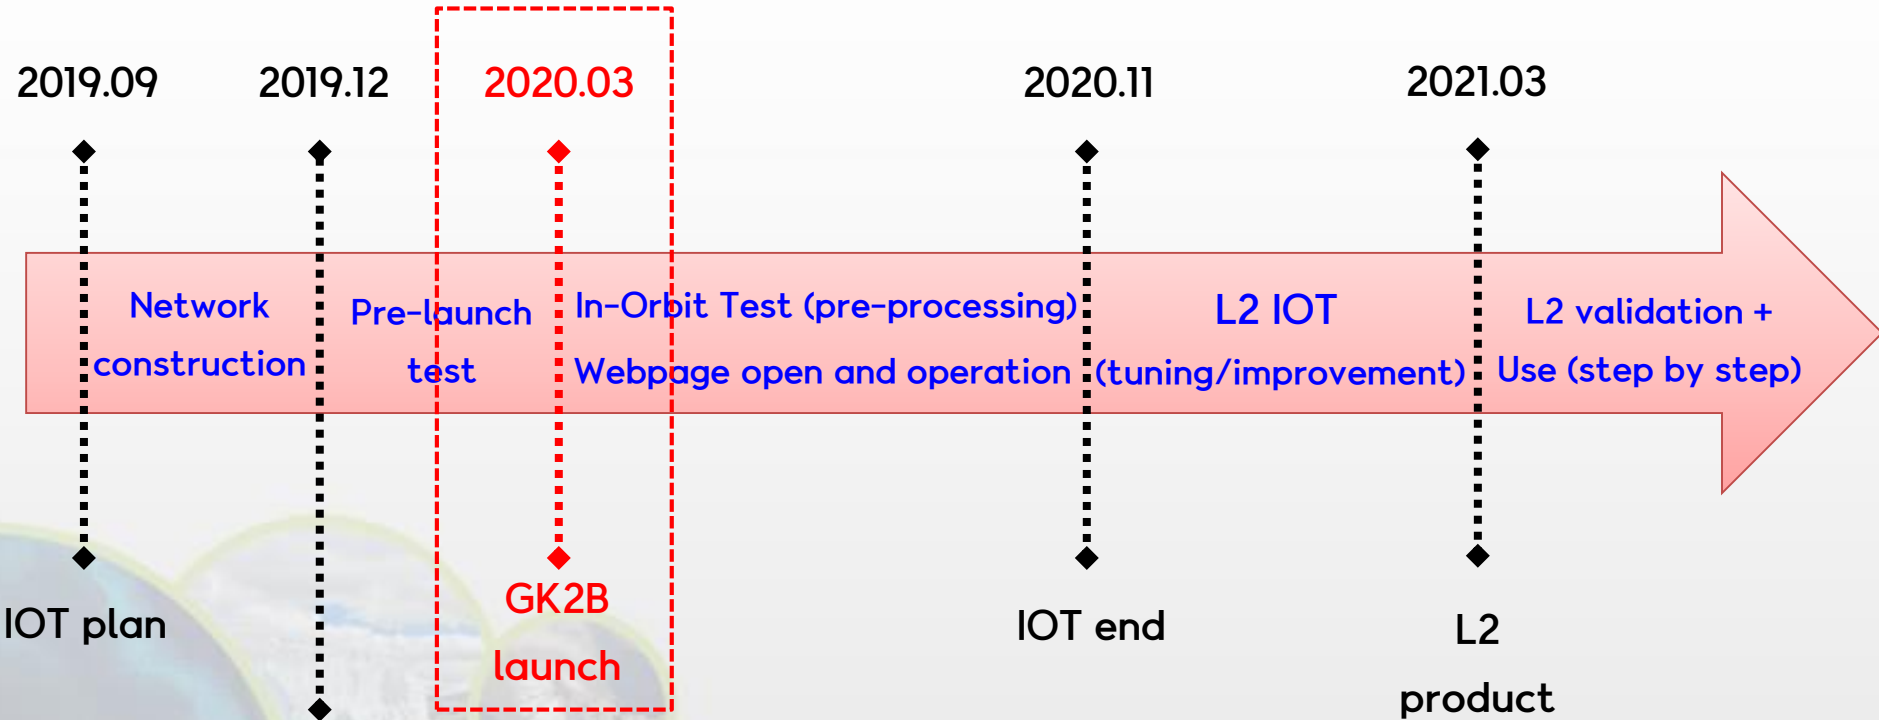 2019.09
2019.12
2020.03
2020.11
2021.03
Network
construction
Pre-launch
test
In-Orbit Test (pre-processing)
Webpage open and operation
L2 IOT
(tuning/improvement)
L2 validation +
Use (step by step)
IOT plan
GK2B
launch
IOT end
L2
product